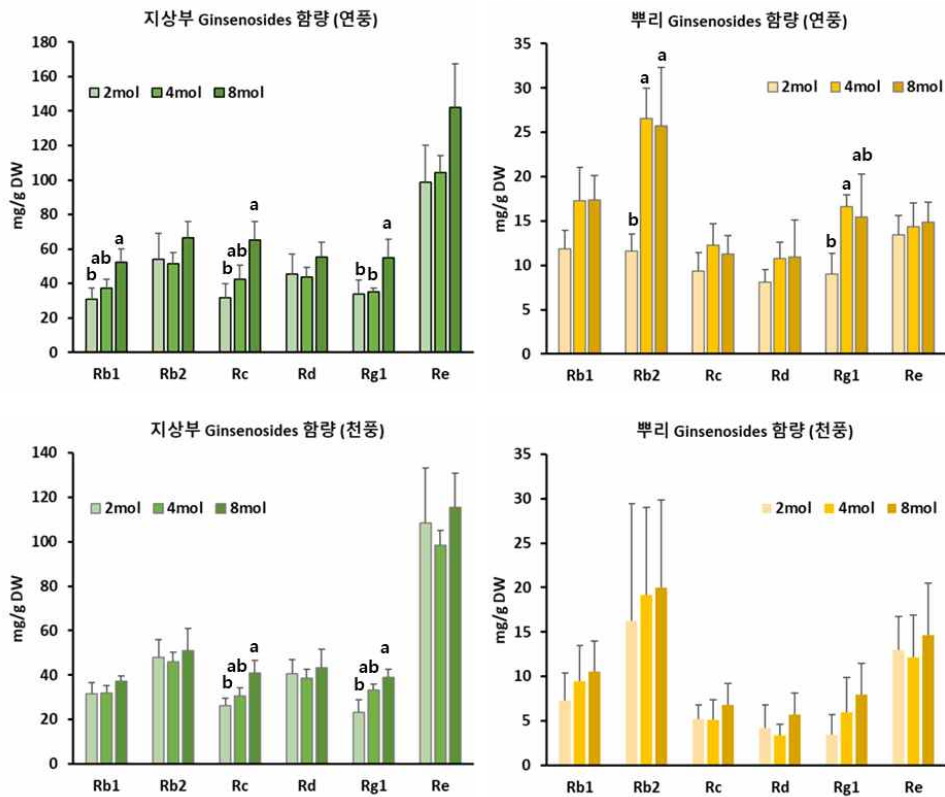 지상부 Ginsenosides 함량 (연풍)
180
160
140
120
100
80
60
40
20
0
mg/g DW
2mol 4mol 8mol
b ab a
b ab a
b b a
Rb1 Rb2 Rc Rd Rg1 Re
뿌리 Ginsenosides 함량 (연풍)
35
30
25
20
15
10
5
0
mg/g DW
2mol 4mol 8mol
b a a
b a ab
Rb1 Rb2 Rc Rd Rg1 Re
지상부 Ginsenosides 함량 (천풍)
140
120
100
80
60
40
20
0
mg/g DW
2mol 4mol 8mol
b ab a
b ab a
Rb1 Rb2 Rc Rd Rg1 Re
뿌리 Ginsenosides 함량 (천풍)
35
30
25
20
15
10
5
0
mg/g DW
2mol 4mol 8mol
Rb1 Rb2 Rc Rd Rg1 Re